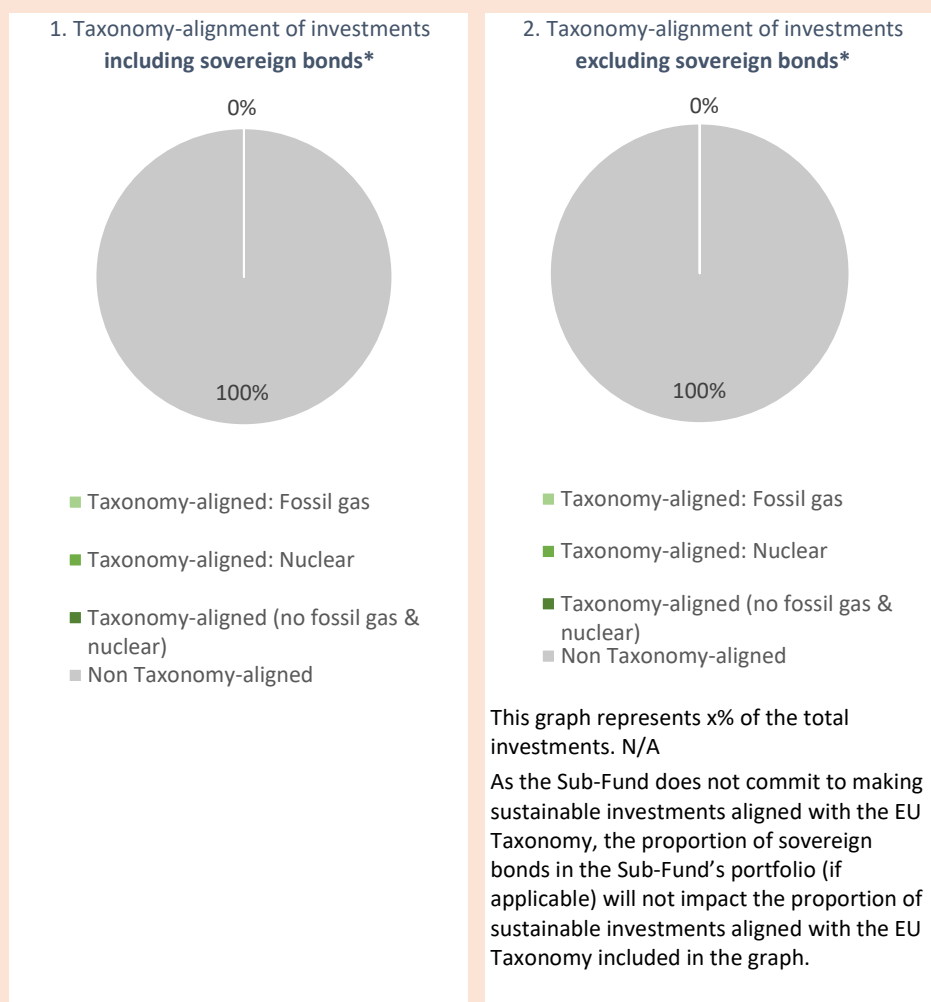 1. Taxonomy-alignment of investments
including sovereign bonds*
0%
100%
Taxonomy-aligned: Fossil gas
Taxonomy-aligned: Nuclear
Taxonomy-aligned (no fossil gas &
nuclear)
Non Taxonomy-aligned
2. Taxonomy-alignment of investments
excluding sovereign bonds*
0%
100%
Taxonomy-aligned: Fossil gas
Taxonomy-aligned: Nuclear
Taxonomy-aligned (no fossil gas &
nuclear)
Non Taxonomy-aligned
This graph represents x% of the total
investments. N/A
As the Sub-Fund does not commit to making
sustainable investments aligned with the EU
Taxonomy, the proportion of sovereign
bonds in the Sub-Fund's portfolio (if
applicable) will not impact the proportion of
sustainable investments aligned with the EU
Taxonomy included in the graph.